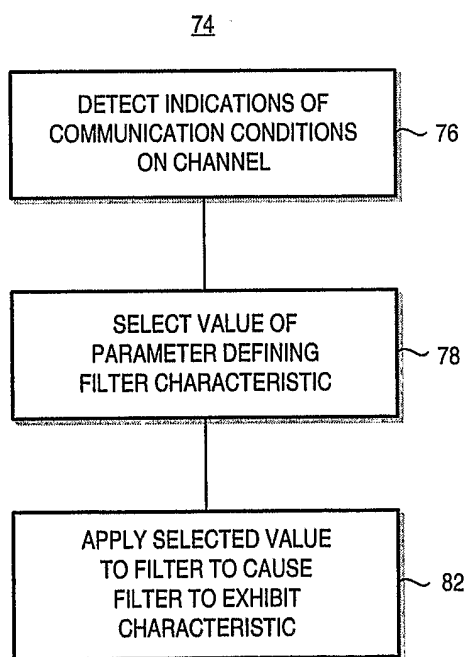 74
DETECT INDICATIONS OF
COMMUNICATION CONDITIONS
ON CHANNEL
76
SELECT VALUE OF
PARAMETER DEFINING
FILTER CHARACTERISTIC
78
APPLY SELECTED VALUE
TO FILTER TO CAUSE
FILTER TO EXHIBIT
CHARACTERISTIC
82